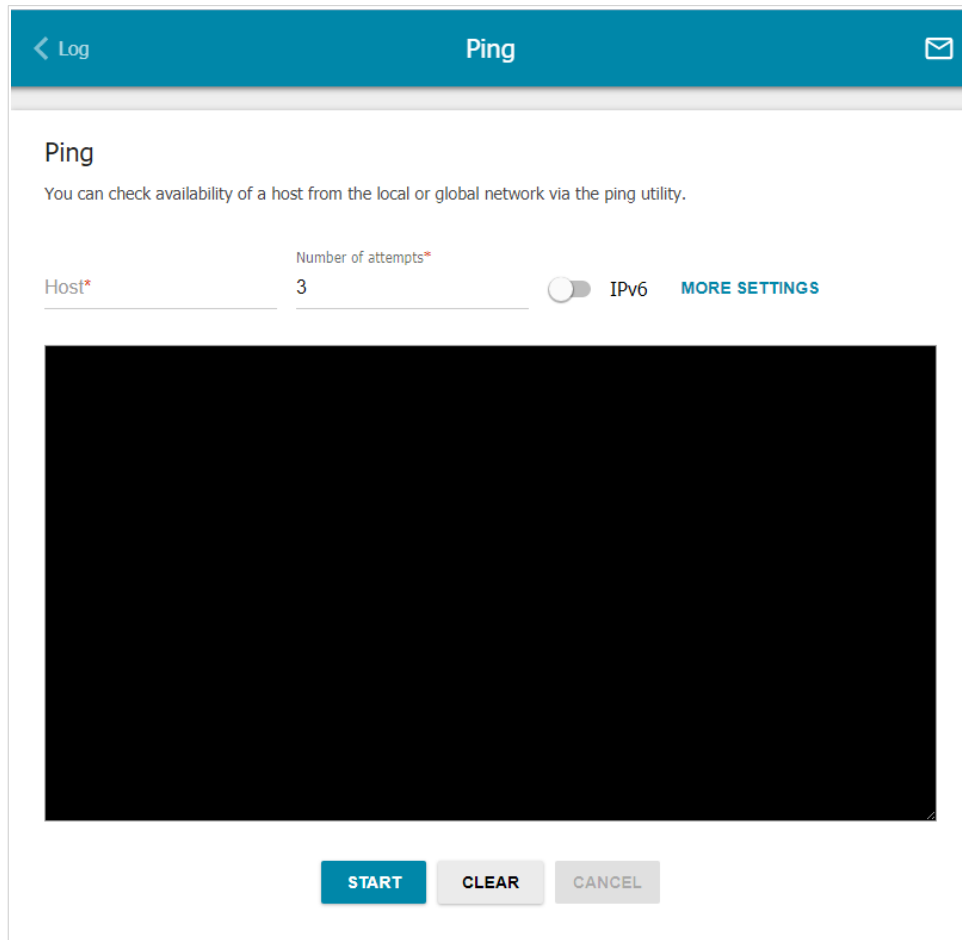 Log
Ping
Ping
You can check availability of a host from the local or global network via the ping utility.
Number of attempts*
Host*
3
IPv6
MORE SETTINGS
START
CLEAR
CANCEL